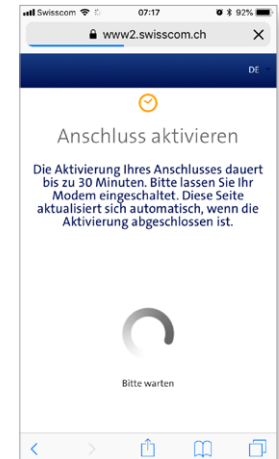 Swisscom 07:17 92%
www2.swisscom.ch
DE
Anschluss aktivieren
Die Aktivierung Ihres Anschlusses dauert
bis zu 30 Minuten. Bitte lassen Sie Ihr
Modem eingeschaltet. Diese Seite
aktualisiert sich automatisch, wenn die
Aktivierung abgeschlossen ist.
Bitte warten